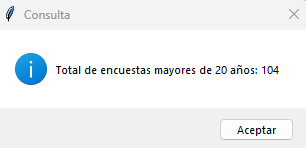 Consulta
Total de encuestas mayores de 20 años: 104
Aceptar